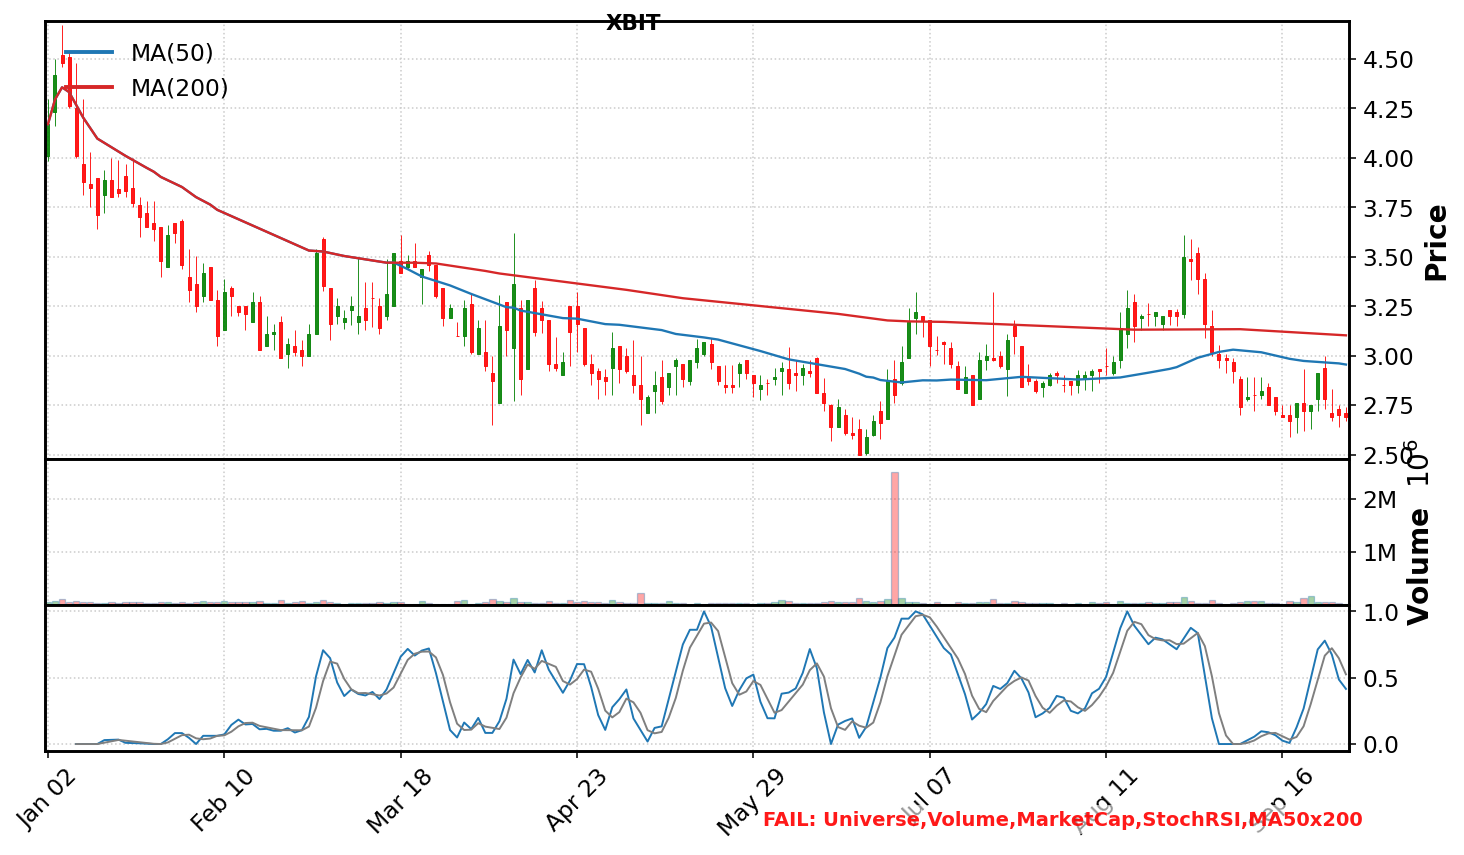 XBIT
MA(50)
MA(200)
4.50
4.25
4.00
3.75
3.50
3.25
3.00
2.75
2.50
Price
10^6
2M
1M
Volume
1.0
0.5
0.0
Jan 02
Feb 10
Mar 18
Apr 23
May 29
Jul 07
Aug 11
Sep 16
FAIL: Universe,Volume,MarketCap,StochRSI,MA50x200